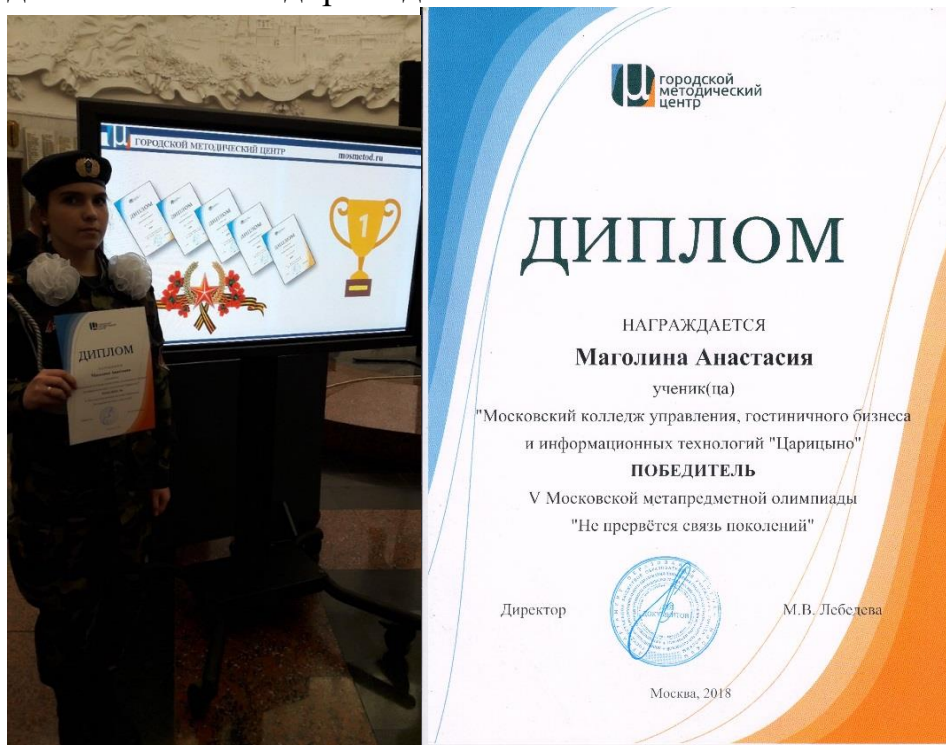 ГОРОДСКОЙ МЕТОДИЧЕСКИЙ ЦЕНТР
mosmetod.ru
1
ДИПЛОМ
городской
методический
центр
ДИПЛОМ
НАГРАЖДАЕТСЯ
Маголина Анастасия
ученик(ца)
"Московский колледж управления, гостиничного бизнеса
и информационных технологий "Царицыно"
ПОБЕДИТЕЛЬ
V Московской метапредметной олимпиады
"Не прервётся связь поколений"
Директор
М.В. Лебедева
Москва, 2018